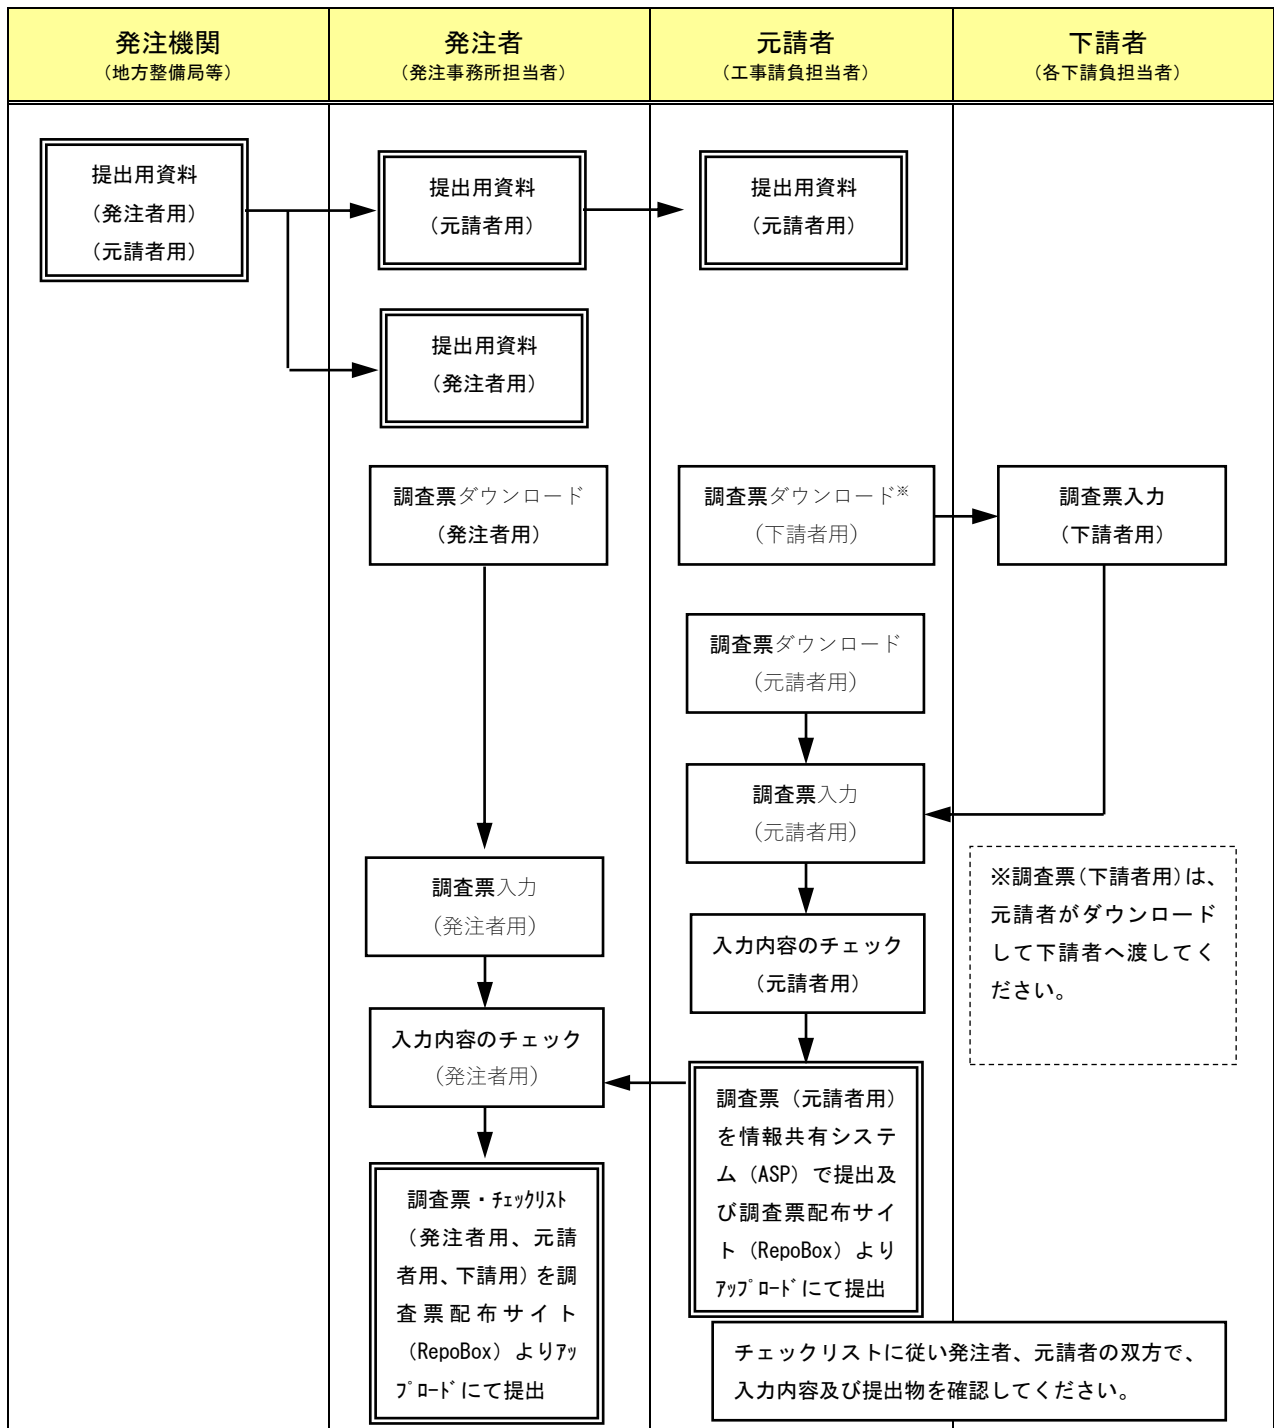 発注機関
（地方整備局等）
発注者
（発注事務所担当者）
元請者
（工事請負担当者）
下請者
（各下請負担当者）
提出用資料
（発注者用）
（元請者用）
提出用資料
（元請者用）
提出用資料
（元請者用）
提出用資料
（発注者用）
調査票ダウンロード
（発注者用）
調査票ダウンロード※
（下請者用）
調査票入力
（下請者用）
調査票ダウンロード
（元請者用）
調査票入力
（元請者用）
調査票入力
（発注者用）
※調査票（下請者用）は、
元請者がダウンロード
して下請者へ渡してく
ださい。
入力内容のチェック
（元請者用）
入力内容のチェック
（発注者用）
調査票（元請者用）
を情報共有システ
ム（ASP）で提出及
び調査票配布サイ
ト（RepoBox）より
ｱｯﾌﾟﾛｰﾄﾞにて提出
調査票・ﾁｪｯｸﾘｽﾄ
（発注者用、元請
者用、下請用）を調
査票配布サイト
（RepoBox）よりｱｯ
ﾌﾟﾛｰﾄﾞにて提出
チェックリストに従い発注者、元請者の双方で、
入力内容及び提出物を確認してください。